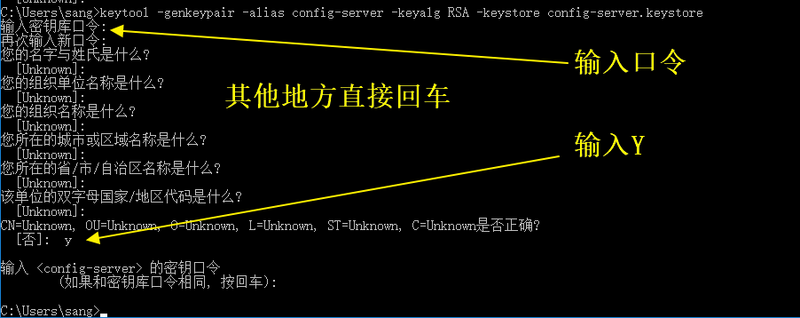 C:\Users\sang>keytool -genkeypair -alias config-server -keyalg RSA -keystore config-server.keystore
输入密钥库口令:
再次输入新口令:
您的名字与姓氏是什么?
[Unknown]:
您的组织单位名称是什么?
[Unknown]:
您的组织名称是什么?
[Unknown]:
您所在的城市或区域名称是什么?
[Unknown]:
您所在的省/市/自治区名称是什么?
[Unknown]:
该单位的双字母国家/地区代码是什么?
[Unknown]:
CN=Unknown, OU=Unknown, O=Unknown, L=Unknown, ST=Unknown, C=Unknown是否正确?
[否]: y
输入 <config-server> 的密钥口令
(如果和密钥库口令相同, 按回车):
C:\Users\sang>
输入口令
其他地方直接回车
输入Y